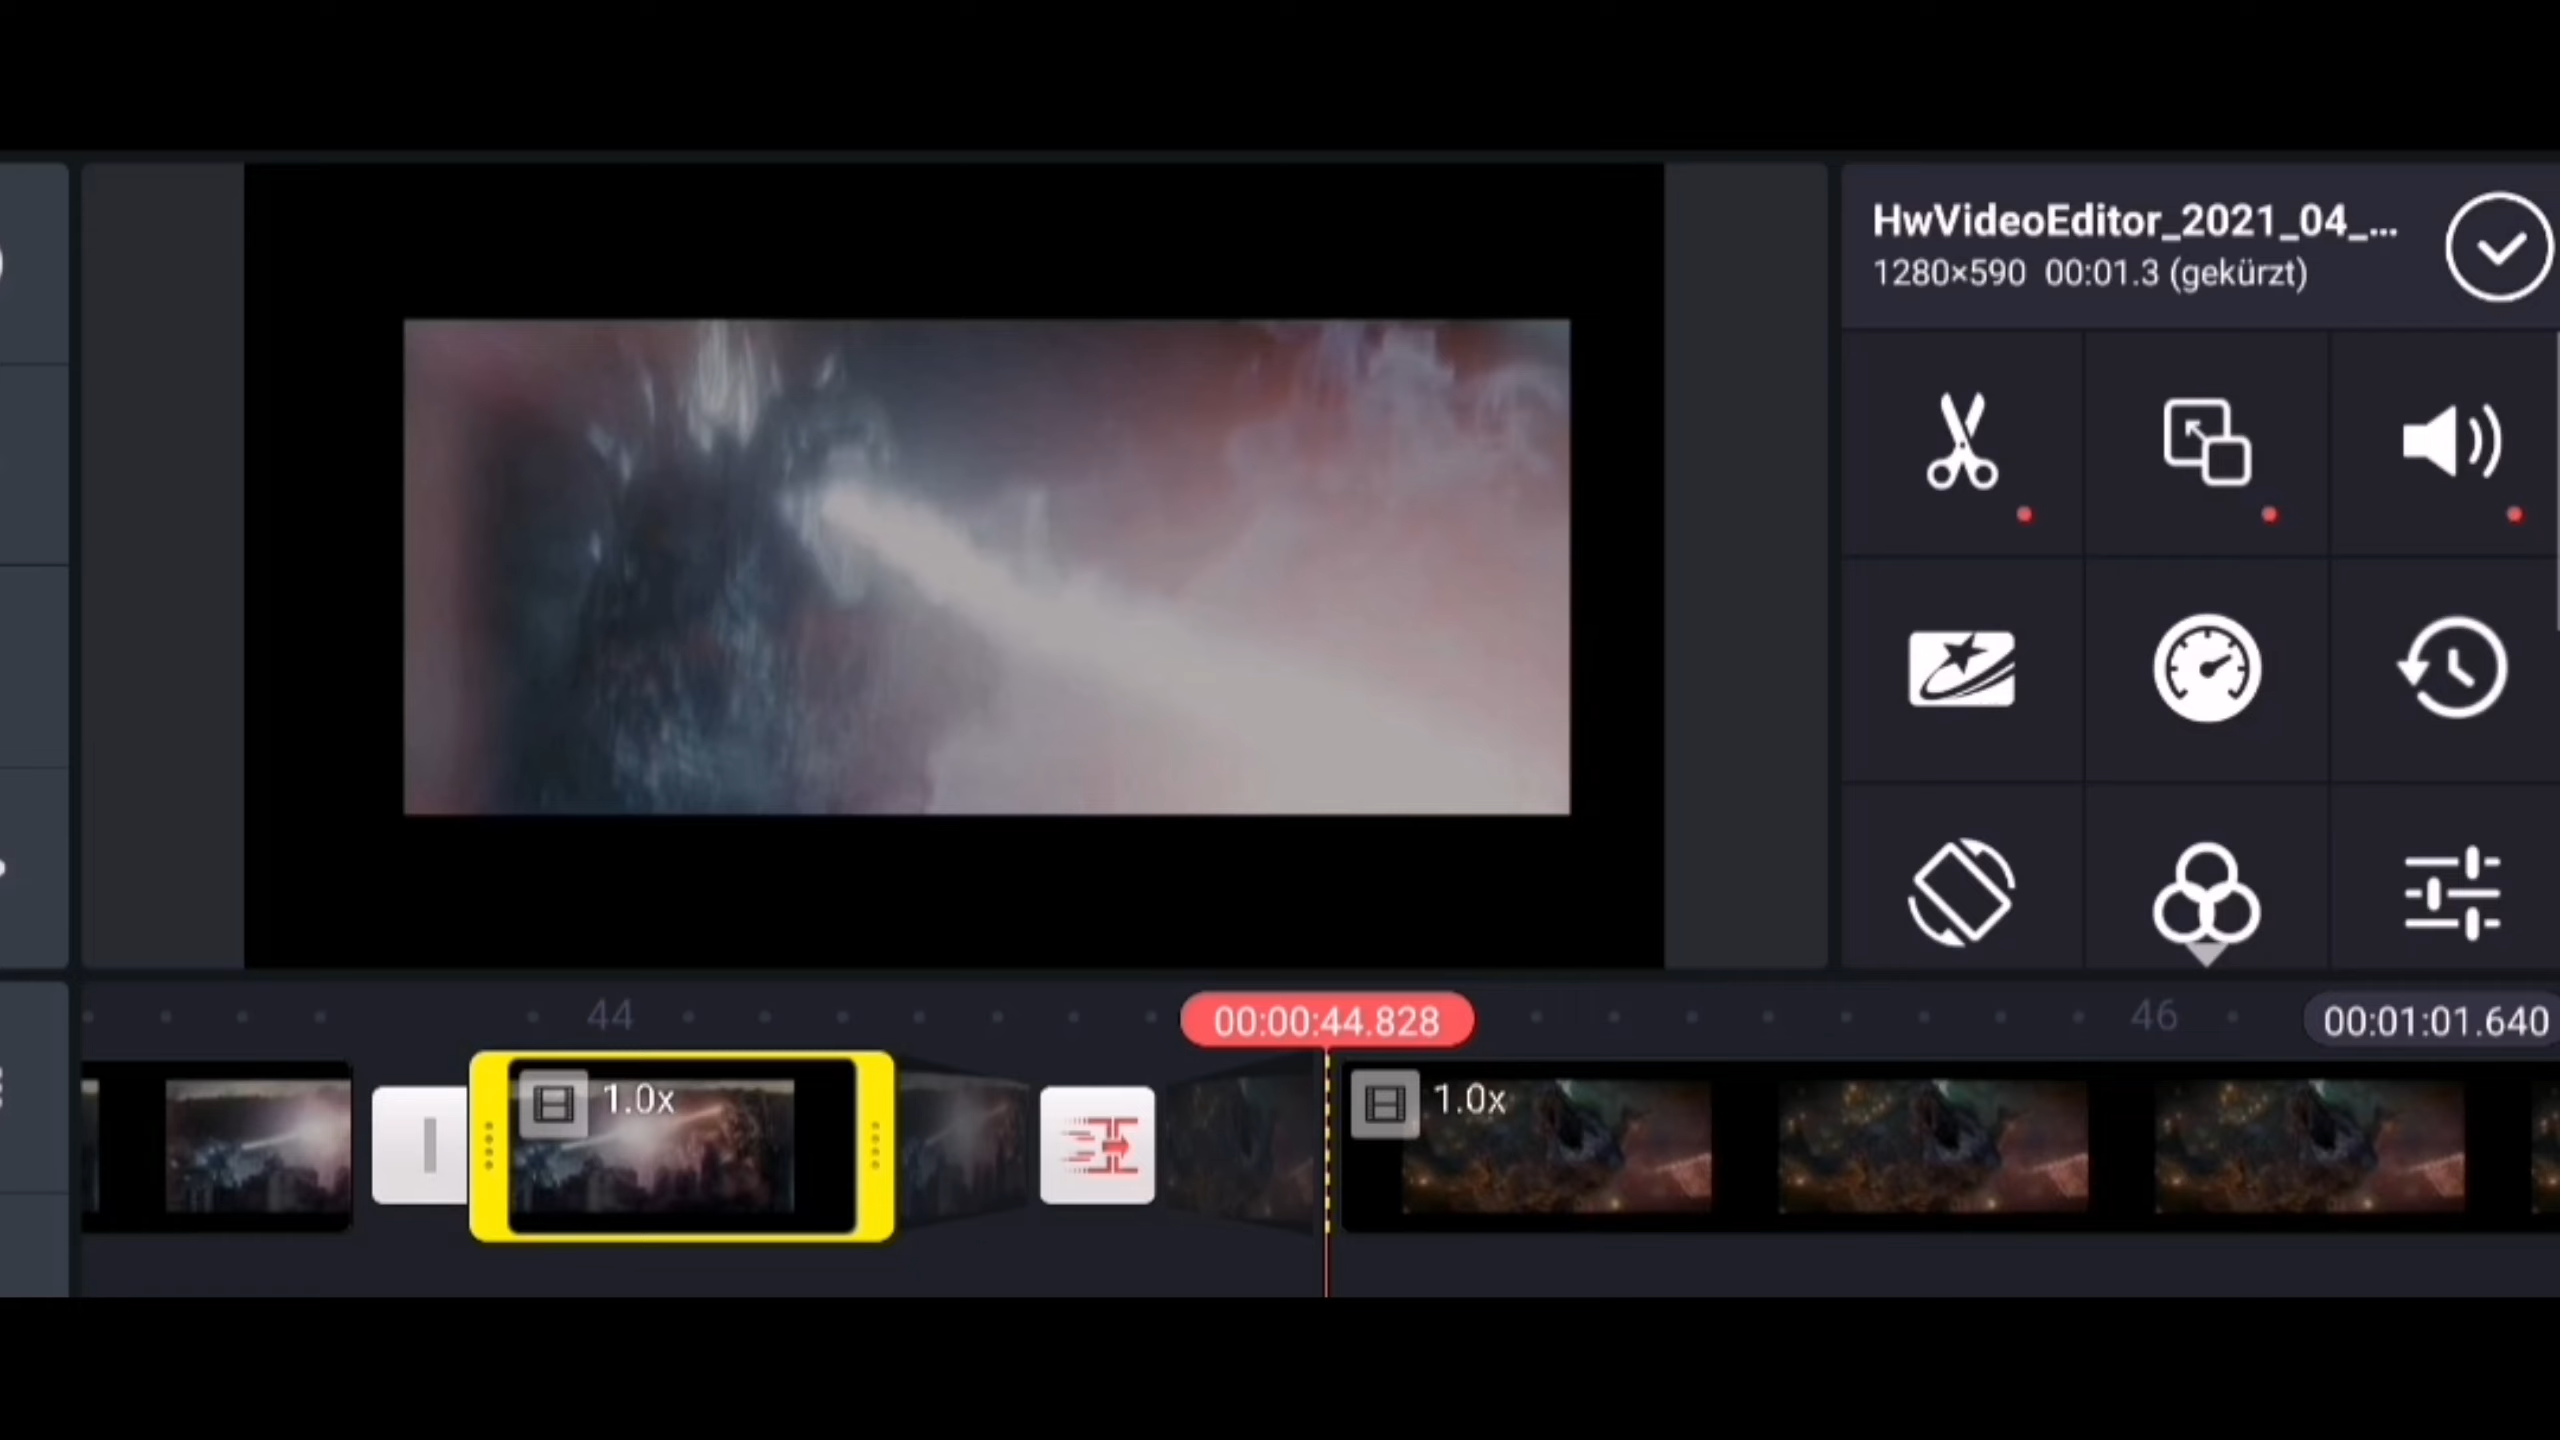 HwVideoEditor_2021_04_...
1280×590 00:01.3 (gekürzt)
44
00:00:44.828
46
00:01:01.640
1.0x
1.0x